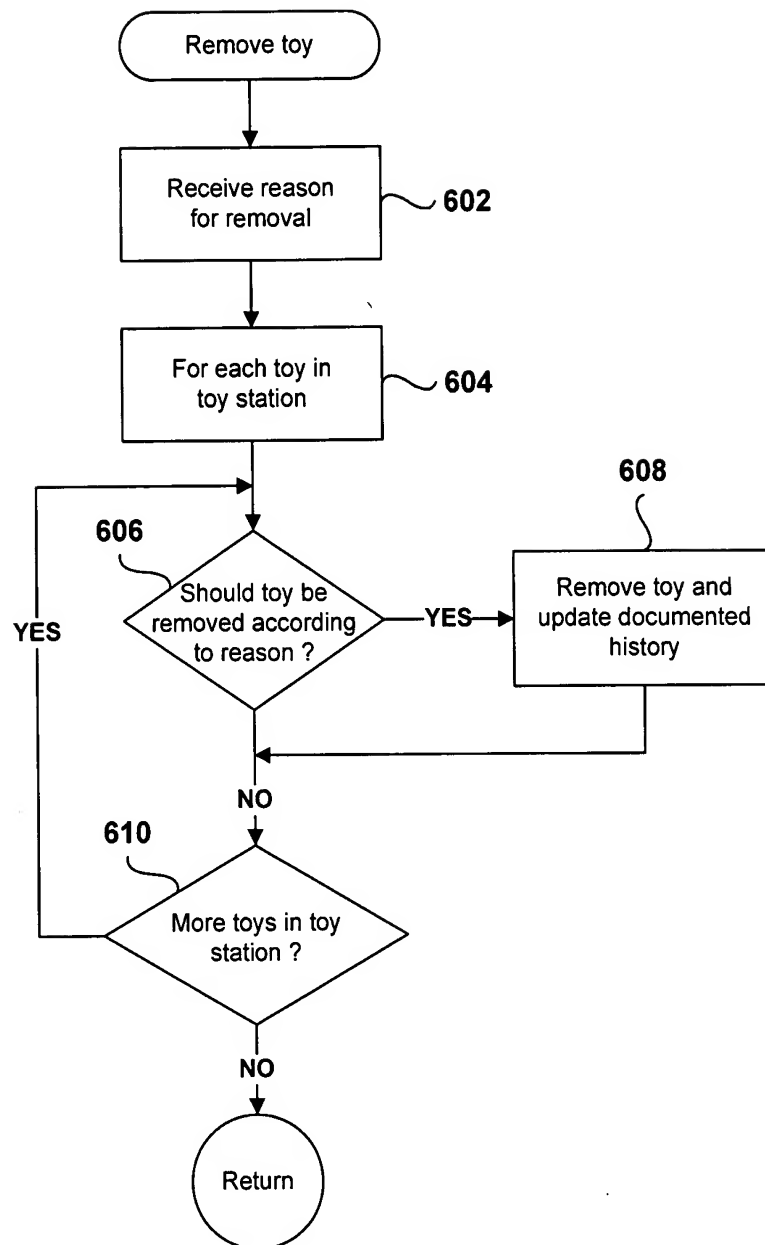 Remove toy
Receive reason
for removal
602
For each toy in
toy station
604
608
606
Should toy be
removed according
to reason ?
YES
Remove toy and
update documented
history
YES
NO
610
More toys in toy
station ?
NO
Return